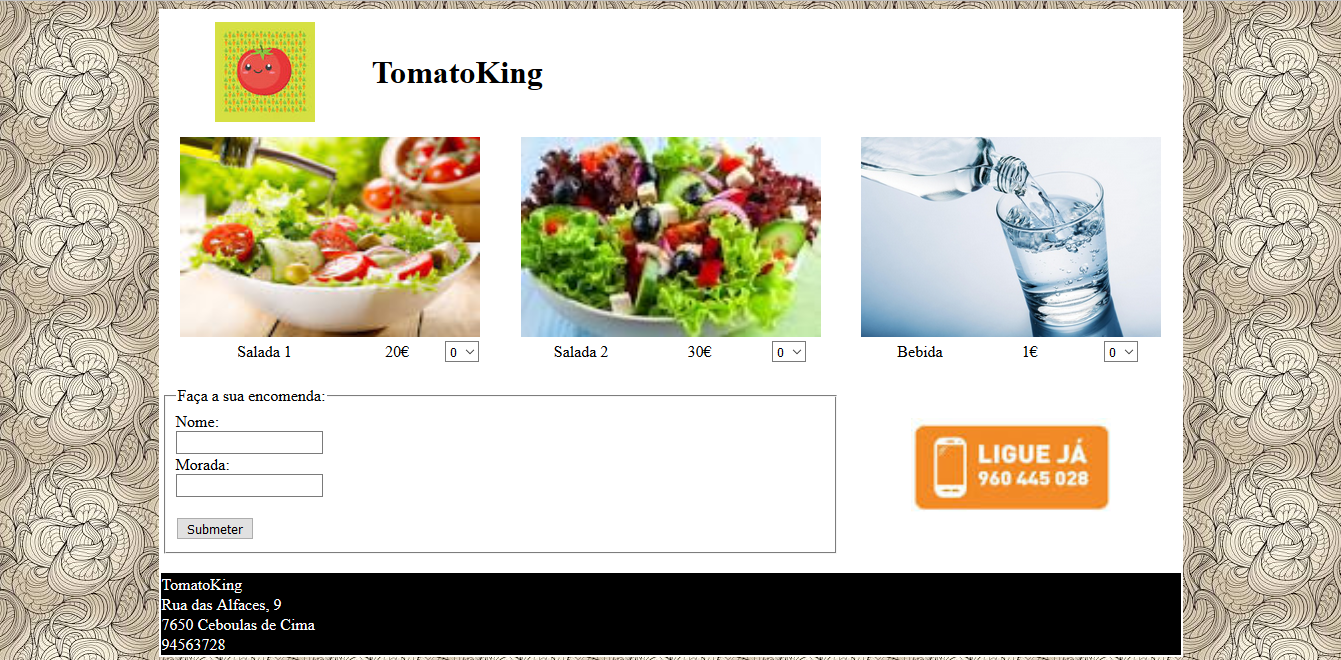 TomatoKing
Salada 1 20€ 0
Salada 2 30€ 0
Bebida 1€ 0
Faça a sua encomenda:
Nome:
Morada:
Submeter
LIGUE JÁ
960 445 028
TomatoKing
Rua das Alfaces, 9
7650 Ceboulas de Cima
94563728